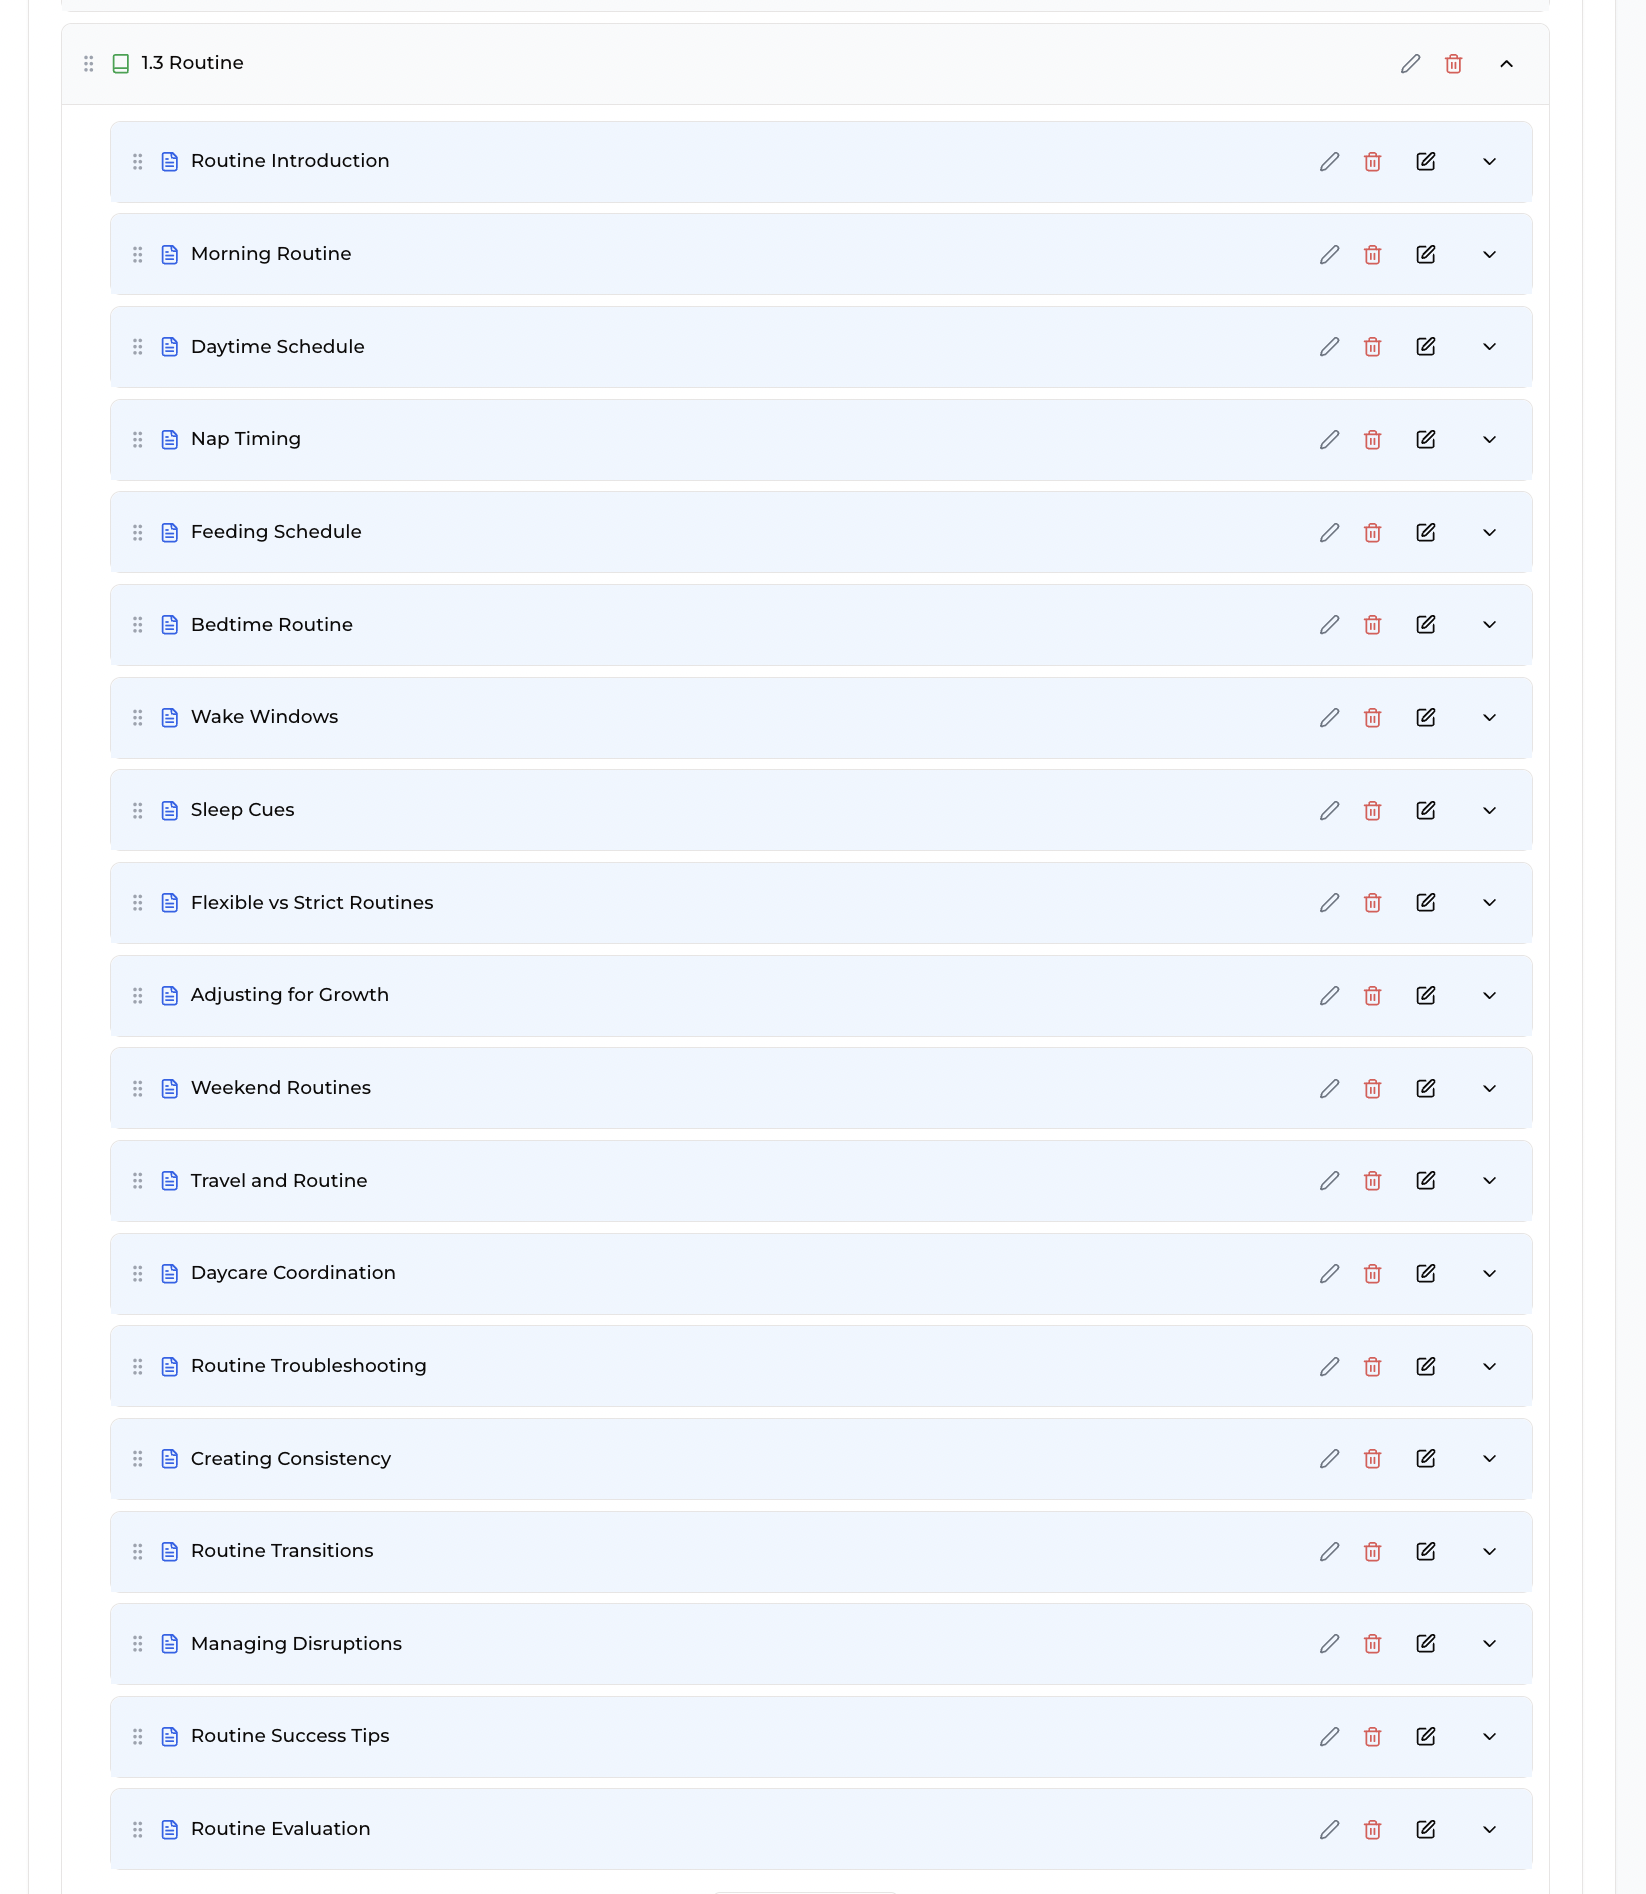 1.3 Routine
Routine Introduction
Morning Routine
Daytime Schedule
Nap Timing
Feeding Schedule
Bedtime Routine
Wake Windows
Sleep Cues
Flexible vs Strict Routines
Adjusting for Growth
Weekend Routines
Travel and Routine
Daycare Coordination
Routine Troubleshooting
Creating Consistency
Routine Transitions
Managing Disruptions
Routine Success Tips
Routine Evaluation